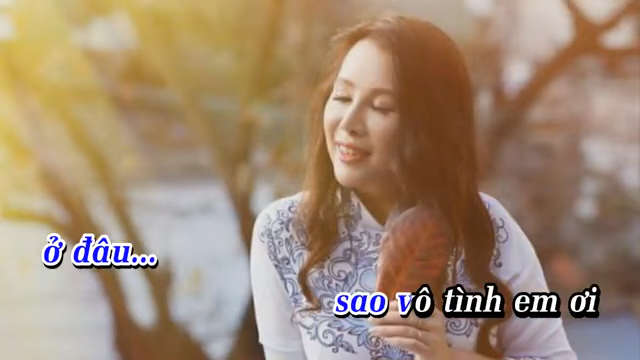 ở đâu...
sao vô tình em ơi